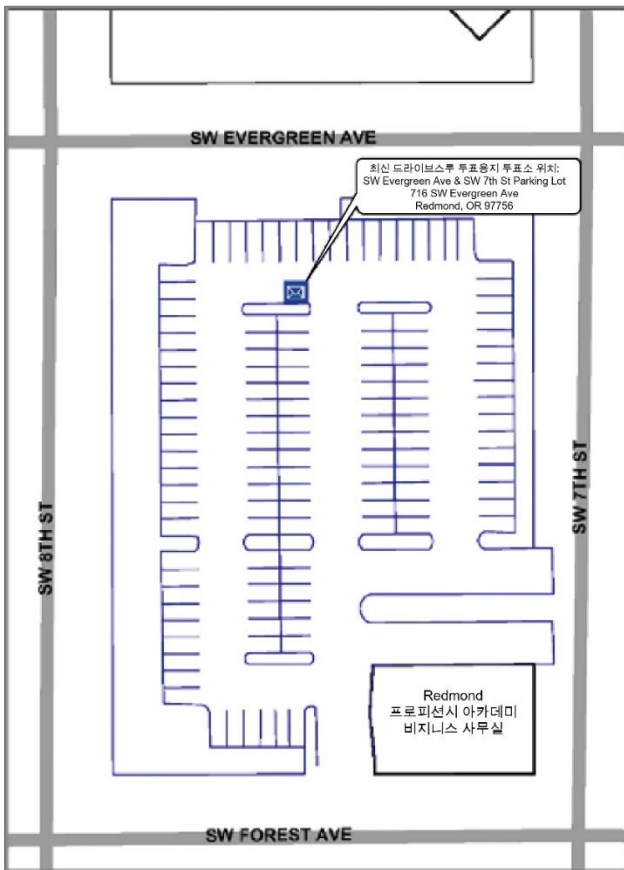 SW EVERGREEN AVE
최신 드라이브스루 투표용지 투표소 위치:
SW Evergreen Ave & SW 7th St Parking Lot
716 SW Evergreen Ave
Redmond, OR 97756
SW 8TH ST
SW 7TH ST
Redmond
프로피션시 아카데미
비지니스 사무실
SW FOREST AVE